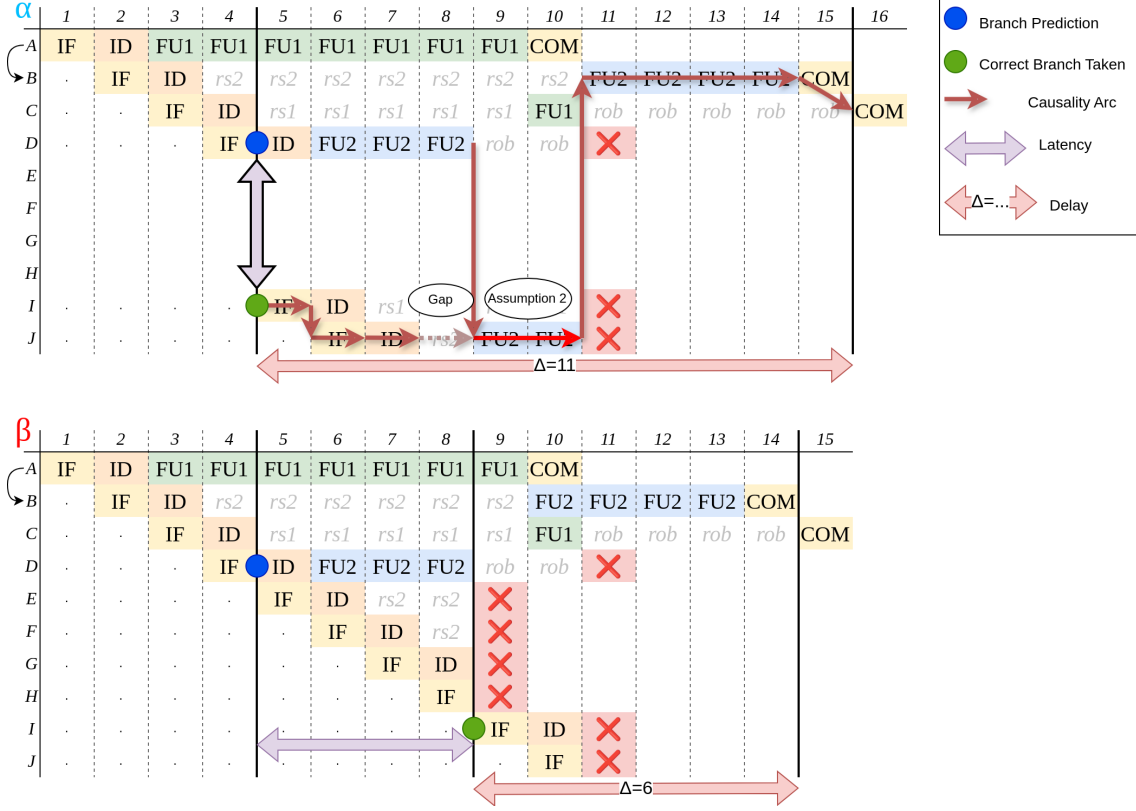 α 1 2 3 4 5 6 7 8 9 10 11 12 13 14 15 16
A IF ID FU1 FU1 FU1 FU1 FU1 FU1 FU1 COM
B . IF ID rs2 rs2 rs2 rs2 rs2 rs2 rs2 FU2 FU2 FU2 FU2 COM
C . . IF ID rs1 rs1 rs1 rs1 rs1 FU1 rob rob rob rob rob COM
D . . . IF ID FU2 FU2 FU2 rob rob
E . . . .
F . . . .
G . . . .
H . . . .
I . . . . IF ID rs1
Gap
Assumption 2
J . . . . . IF ID rs2 FU2 FU2
Δ=11
Branch Prediction
Correct Branch Taken
Causality Arc
Latency
Δ=... Delay
β 1 2 3 4 5 6 7 8 9 10 11 12 13 14 15
A IF ID FU1 FU1 FU1 FU1 FU1 FU1 FU1 COM
B . IF ID rs2 rs2 rs2 rs2 rs2 rs2 FU2 FU2 FU2 FU2 COM
C . . IF ID rs1 rs1 rs1 rs1 rs1 FU1 rob rob rob rob COM
D . . . IF ID FU2 FU2 FU2 rob rob
E . . . . IF ID rs2 rs2
F . . . . . IF ID rs2
G . . . . . . IF ID
H . . . . . . . IF
I . . . . . . . . IF ID
J . . . . . . . . . IF
Δ=6